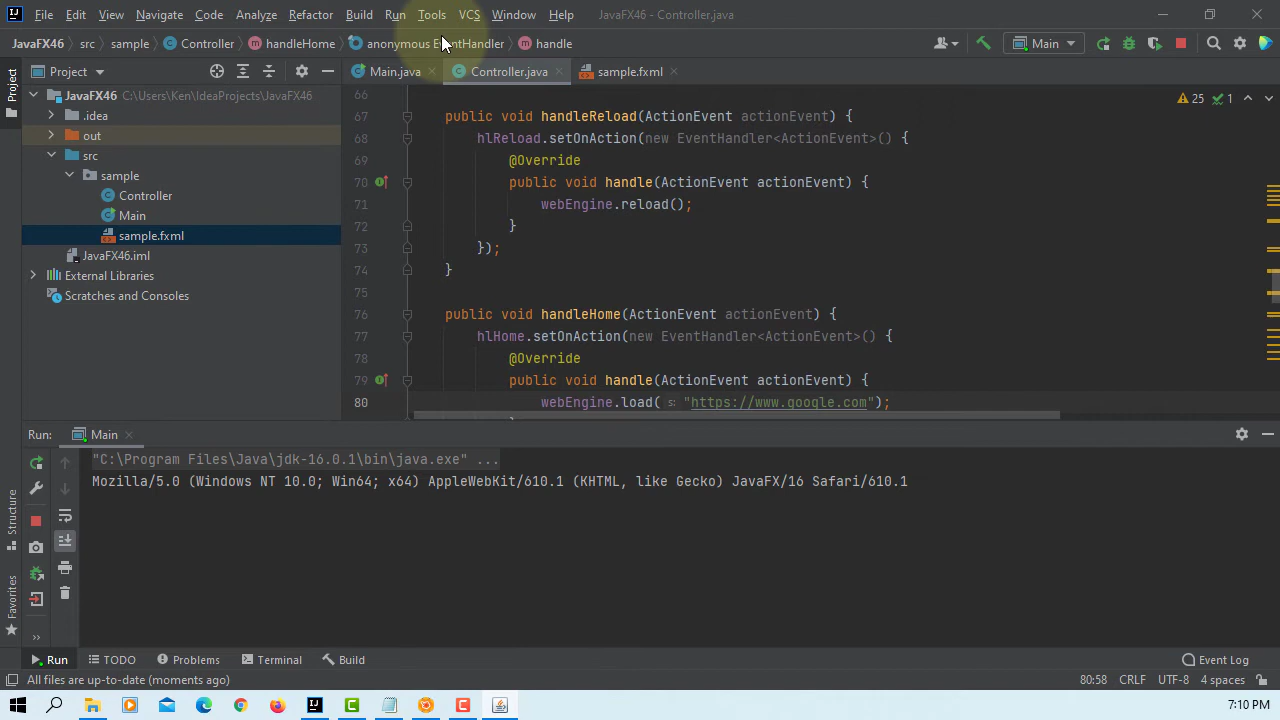 File Edit View Navigate Code Analyze Refactor Build Run Tools VCS Window Help JavaFX46 - Controller.java
JavaFX46 src sample Controller handleHome anonymous EventHandler handle Main
Project Main.java Controller.java sample.fxml
Project
JavaFX46 C:\Users\Ken\IdeaProjects\JavaFX46
.idea
out
src
sample
Controller
Main
sample.fxml
JavaFX46.iml
External Libraries
Scratches and Consoles
25 1
66
67 public void handleReload(ActionEvent actionEvent) {
68 hlReload.setOnAction(new EventHandler<ActionEvent>() {
69 @Override
70 public void handle(ActionEvent actionEvent) {
71 webEngine.reload();
72 }
73 });
74 }
75
76 public void handleHome(ActionEvent actionEvent) {
77 hlHome.setOnAction(new EventHandler<ActionEvent>() {
78 @Override
79 public void handle(ActionEvent actionEvent) {
80 webEngine.load( s: "https://www.google.com");
Run: Main
"C:\Program Files\Java\jdk-16.0.1\bin\java.exe" ...
Mozilla/5.0 (Windows NT 10.0; Win64; x64) AppleWebKit/610.1 (KHTML, like Gecko) JavaFX/16 Safari/610.1
Structure
Favorites
Run TODO Problems Terminal Build Event Log
All files are up-to-date (moments ago) 80:58 CRLF UTF-8 4 spaces
7:10 PM